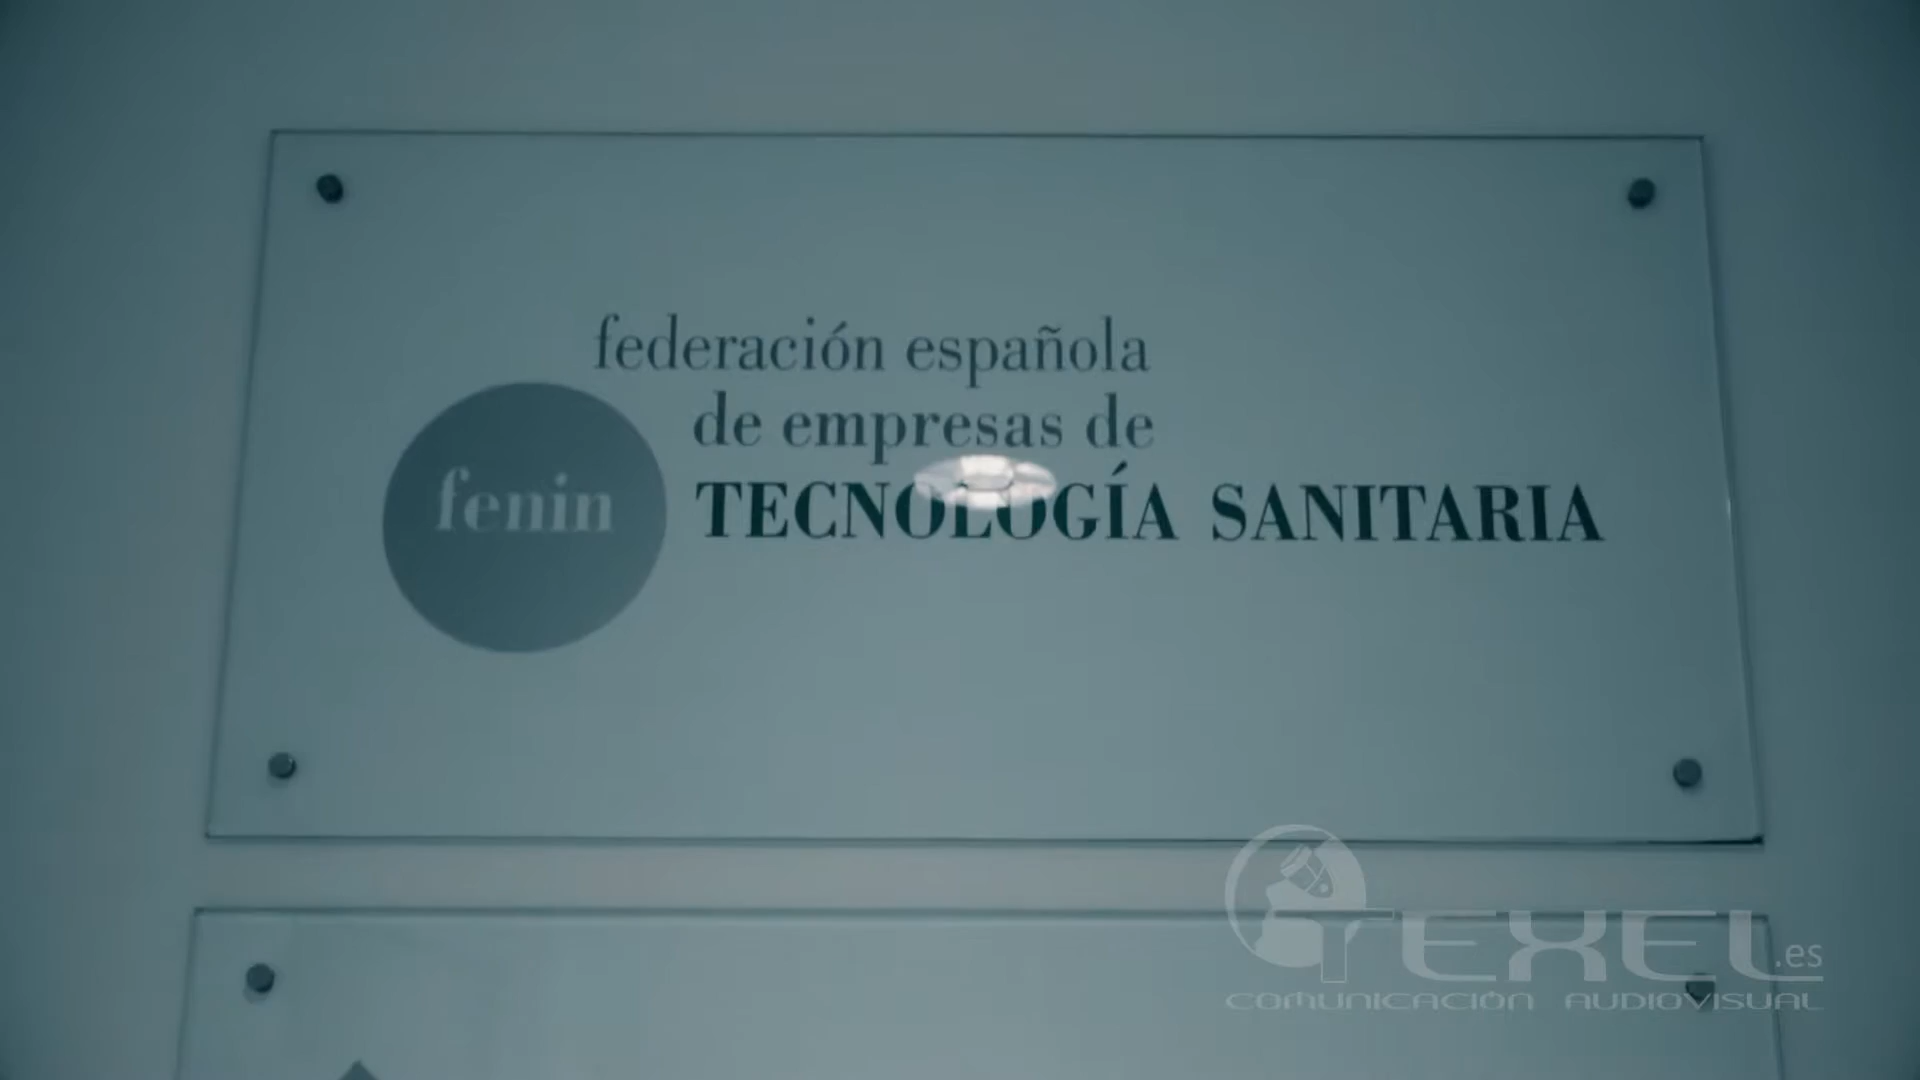 federación española
de empresas de
fenin
TECNOLOGÍA SANITARIA
TEXEL.es
COMUNICACIÓN AUDIOVISUAL